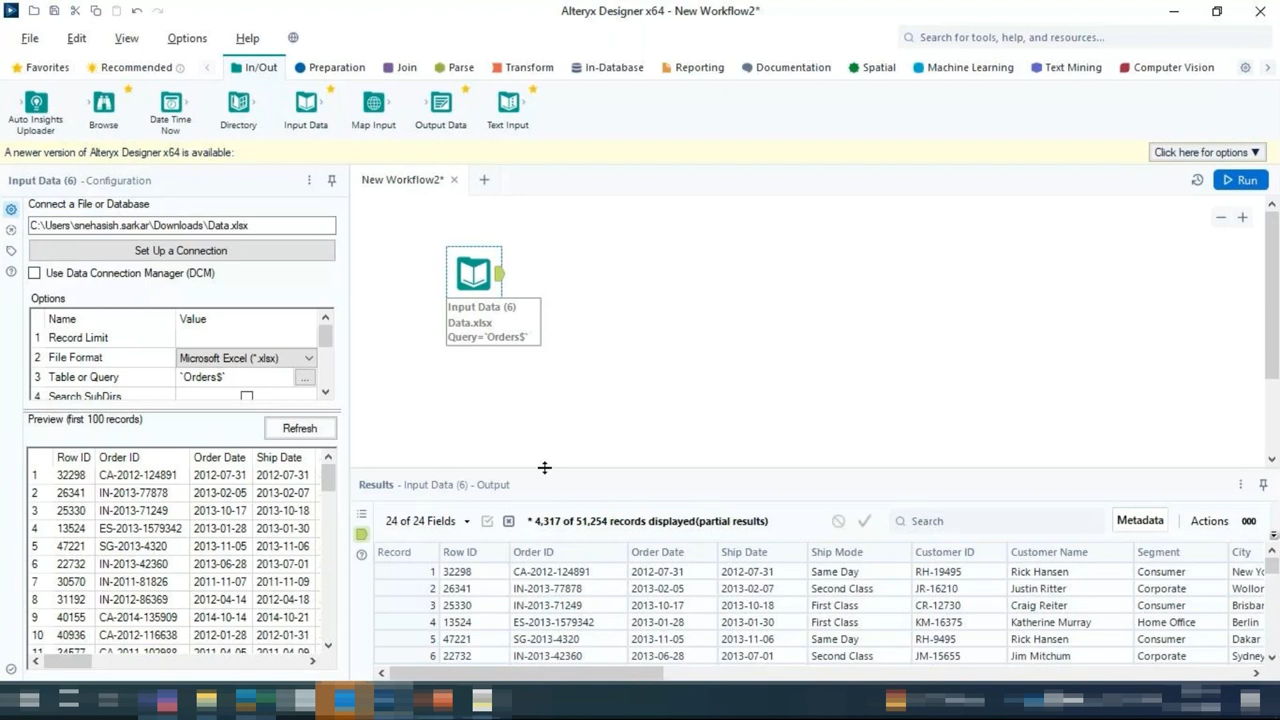 Alteryx Designer x64 - New Workflow2*
File Edit View Options Help
Search for tools, help, and resources...
Favorites Recommended In/Out Preparation Join Parse Transform In-Database Reporting Documentation Spatial Machine Learning Text Mining Computer Vision
Auto Insights Uploader
Browse
Date Time Now
Directory
Input Data
Map Input
Output Data
Text Input
A newer version of Alteryx Designer x64 is available:
Click here for options ▼
Input Data (6) - Configuration
New Workflow2*
Run
Connect a File or Database
C:\Users\snehasish.sarkar\Downloads\Data.xlsx
Set Up a Connection
Use Data Connection Manager (DCM)
Options
Name Value
1 Record Limit
2 File Format Microsoft Excel (*.xlsx)
3 Table or Query `Orders$` ...
4 Search SubDirs
Preview (first 100 records)
Refresh
Row ID Order ID Order Date Ship Date
1 32298 CA-2012-124891 2012-07-31 2012-07-31
2 26341 IN-2013-77878 2013-02-05 2013-02-07
3 25330 IN-2013-71249 2013-10-17 2013-10-18
4 13524 ES-2013-1579342 2013-01-28 2013-01-30
5 47221 SG-2013-4320 2013-11-05 2013-11-06
6 22732 IN-2013-42360 2013-06-28 2013-07-01
7 30570 IN-2011-81826 2011-11-07 2011-11-09
8 31192 IN-2012-86369 2012-04-14 2012-04-18
9 40155 CA-2014-135909 2014-10-14 2014-10-21
10 40936 CA-2012-116638 2012-01-28 2012-01-31
11 34577 CA-2011-102988 2011-04-05 2011-04-09
Input Data (6)
Data.xlsx
Query=`Orders$`
Results - Input Data (6) - Output
24 of 24 Fields
* 4,317 of 51,254 records displayed(partial results)
Search
Metadata
Actions
000
Record Row ID Order ID Order Date Ship Date Ship Mode Customer ID Customer Name Segment City
1 32298 CA-2012-124891 2012-07-31 2012-07-31 Same Day RH-19495 Rick Hansen Consumer New Yo
2 26341 IN-2013-77878 2013-02-05 2013-02-07 Second Class JR-16210 Justin Ritter Corporate Wollon
3 25330 IN-2013-71249 2013-10-17 2013-10-18 First Class CR-12730 Craig Reiter Consumer Brisban
4 13524 ES-2013-1579342 2013-01-28 2013-01-30 First Class KM-16375 Katherine Murray Home Office Berlin
5 47221 SG-2013-4320 2013-11-05 2013-11-06 Same Day RH-9495 Rick Hansen Consumer Dakar
6 22732 IN-2013-42360 2013-06-28 2013-07-01 Second Class JM-15655 Jim Mitchum Corporate Sydney